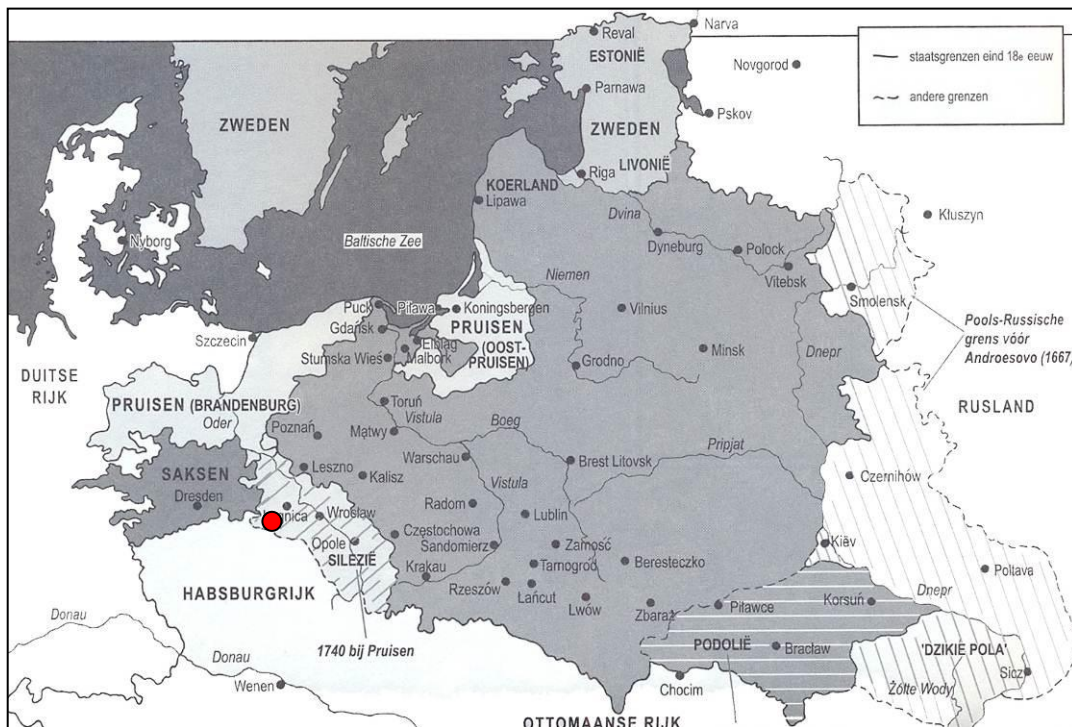 Reval
Narva
ESTONIË
staatsgrenzen eind 18e eeuw
Novgorod
andere grenzen
Parnawa
Pskov
ZWEDEN
ZWEDEN
LIVONIË
Riga
KOERLAND
Lipawa
Dvina
Kłuszyn
Nyborg
Baltische Zee
Dyneburg
Połock
Vitebsk
Niemen
Smolensk
Puck
Piława
Koningsbergen
Vilnius
Gdańsk
PRUISEN
(OOST-
PRUISEN)
Pools-Russische
grens vóór
Androesovo (1667)
Szczecin
Elbląg
Malbork
Stumska Wieś
Minsk
Dnepr
Grodno
DUITSE
RIJK
PRUISEN (BRANDENBURG)
Oder
Toruń
Vistula
RUSLAND
Poznań
Mątwy
Boeg
Pripjat
Warschau
Brest Litovsk
SAKSEN
Leszno
Kalisz
Vistula
Czernihów
Dresden
Radom
Wrocław
Lublin
Częstochowa
Opole
SILEZIË
Sandomierz
Zamość
Kiëv
Krakau
Tarnogrod
Beresteczko
HABSBURGRIJK
Rzeszów
Łańcut
Dnepr
Poltava
Lwów
Zbaraż
Piławce
Korsuń
Donau
1740 bij Pruisen
PODOLIË
Bracław
'DZIKIE POLA'
Donau
Sicz
Wenen
Chocim
Żółte Wody
OTTOMAANSE RIJK